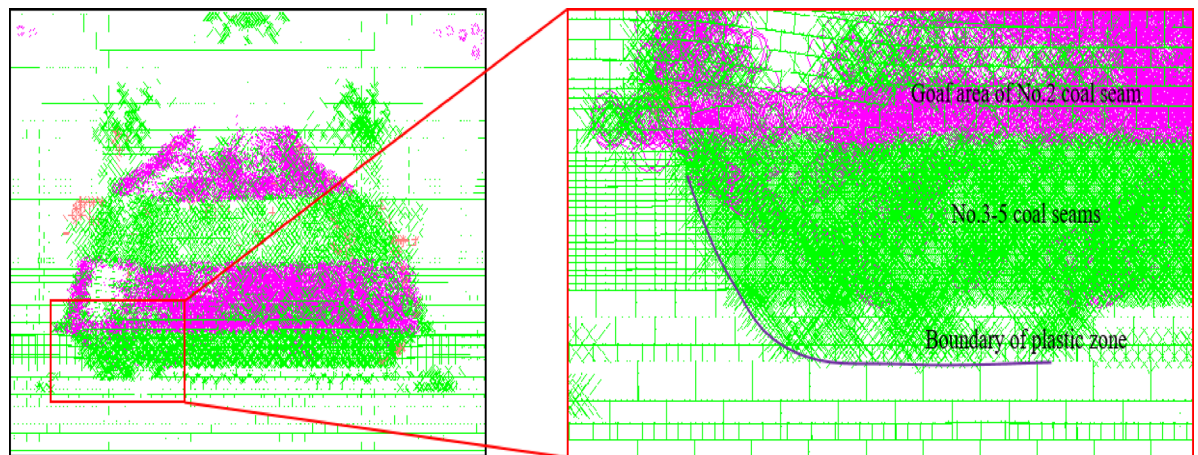 Goaf area of No.2 coal seam
No.3-5 coal seams
Boundary of plastic zone